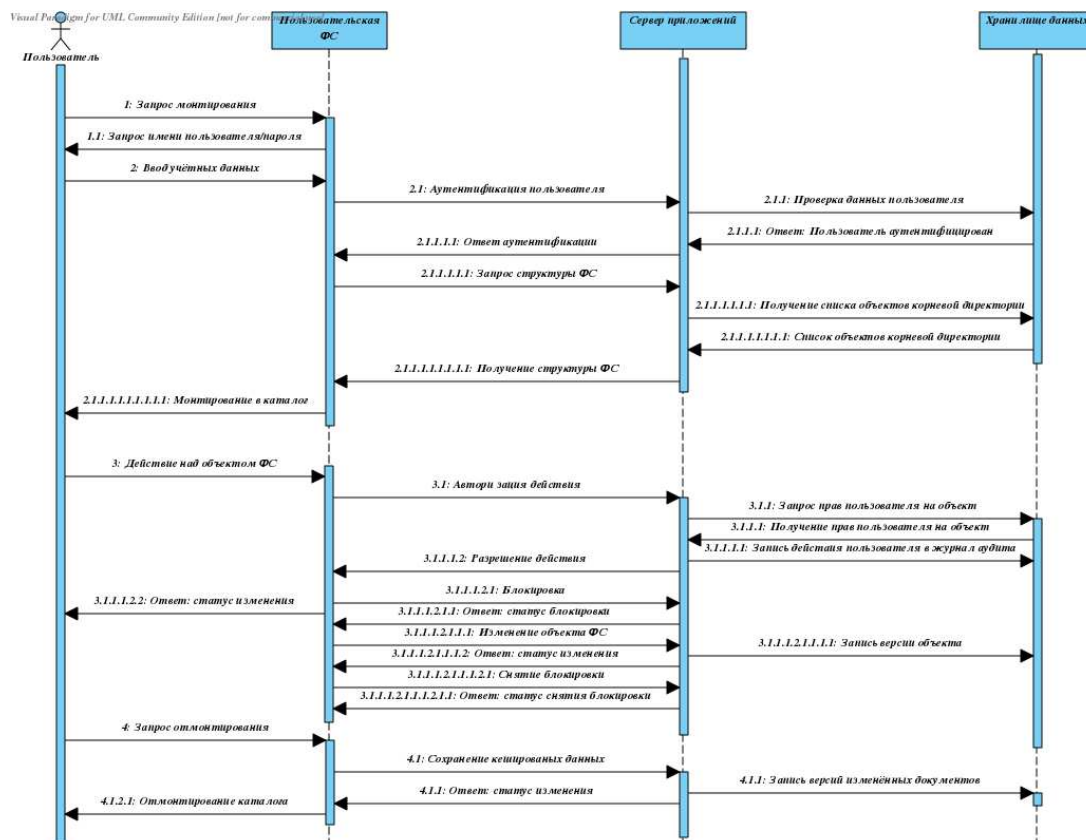 Visual Paradigm for UML Community Edition [not for
Пользовательская
ФС
Сервер приложений
Хранилище данных
Пользователь
1: Запрос монтирования
1.1: Запрос имени пользователя/пароля
2: Ввод учётных данных
2.1: Аутентификация пользователя
2.1.1: Проверка данных пользователя
2.1.1.1: Ответ: Пользователь аутентифицирован
2.1.1.1.1: Ответ аутентификации
2.1.1.1.1.1: Запрос структуры ФС
2.1.1.1.1.1.1: Получение списка объектов корневой директории
2.1.1.1.1.1.1.1: Список объектов корневой директории
2.1.1.1.1.1.1.1.1: Получение структуры ФС
2.1.1.1.1.1.1.1.1.1: Монтирование в каталог
3: Действие над объектом ФС
3.1: Автори зация действия
3.1.1: Запрос прав пользователя на объект
3.1.1.1: Получение прав пользователя на объект
3.1.1.1.1: Запись действия пользователя в журнал аудита
3.1.1.1.2: Разрешение действия
3.1.1.1.2.1: Блокировка
3.1.1.1.2.2: Ответ: статус изменения
3.1.1.1.2.1.1: Ответ: статус блокировки
3.1.1.1.2.1.1.1: Изменение объекта ФС
3.1.1.1.2.1.1.1.1: Запись версии объекта
3.1.1.1.2.1.1.1.2: Ответ: статус изменения
3.1.1.1.2.1.1.1.2.1: Снятие блокировки
3.1.1.1.2.1.1.1.2.1.1: Ответ: статус снятия блокировки
4: Запрос отмонтирования
4.1: Сохранение кешированых данных
4.1.1: Запись версий изменённых документов
4.1.1: Ответ: статус изменения
4.1.2.1: Отмонтирование каталога